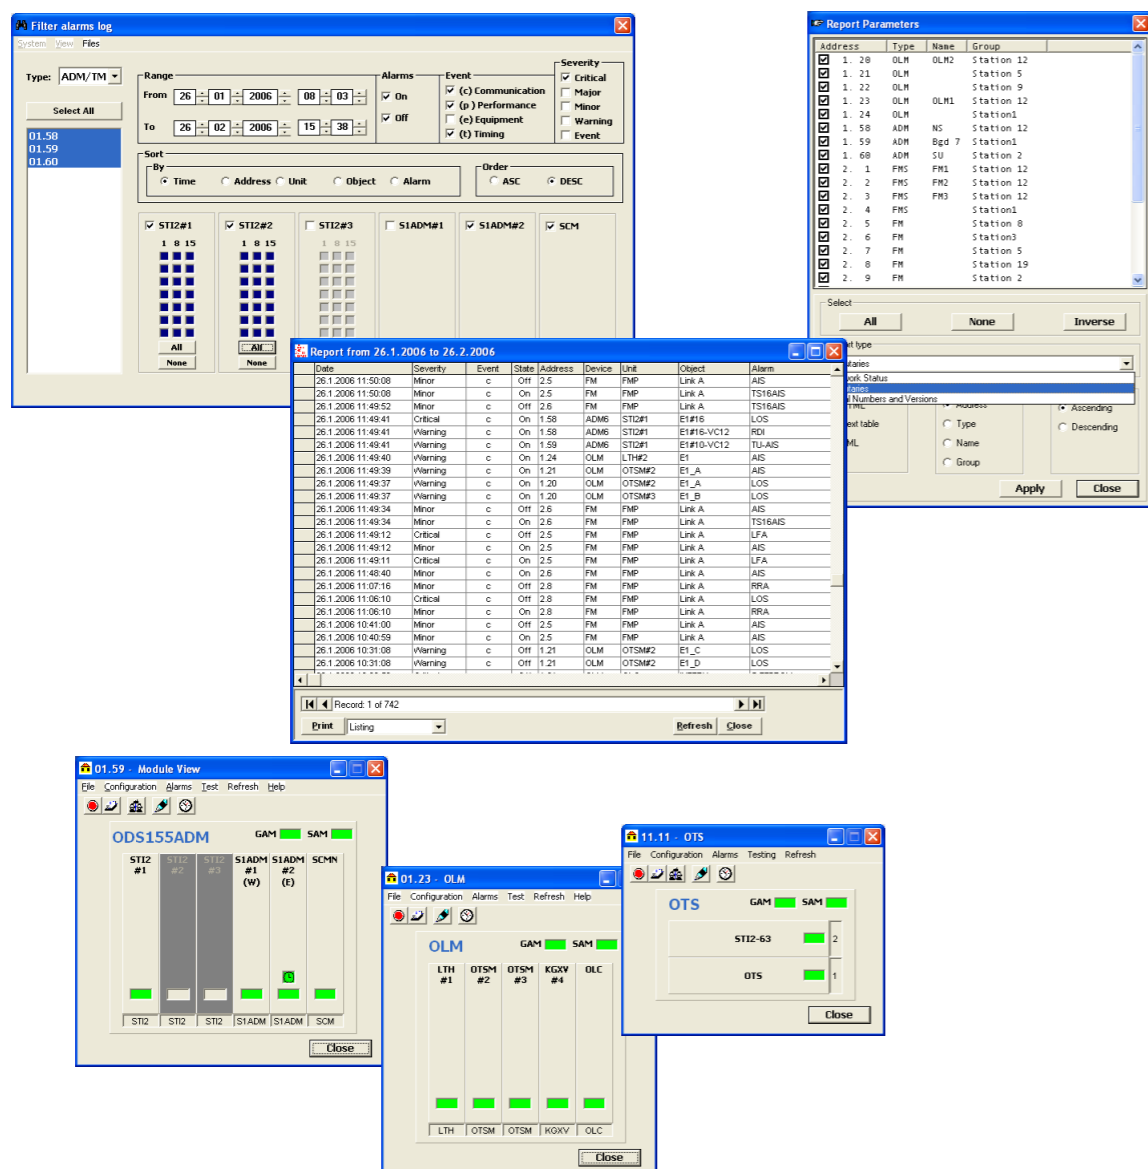 Filter alarms log
System View Files
Type: ADM/TM
Select All
01.58
01.59
01.60
Range
From 26 01 2006 08 03
To 26 02 2006 15 38
Alarms
On
Off
Event
(c) Communication
(p) Performance
(e) Equipment
(t) Timing
Severity
Critical
Major
Minor
Warning
Event
Sort
By
Time Address Unit Object Alarm
Order
ASC DESC
STI2#1 STI2#2 STI2#3 S1ADM#1 S1ADM#2 SCM
1 8 15 1 8 15 1 8 15
All All
None None
Report Parameters
Address Type Name Group
1. 20 OLM OLM2 Station 12
1. 21 OLM Station 5
1. 22 OLM Station 9
1. 23 OLM OLM1 Station 12
1. 24 OLM Station1
1. 58 ADM NS Station 12
1. 59 ADM Bgd 7 Station1
1. 60 ADM SU Station 2
2. 1 FMS FM1 Station 12
2. 2 FMS FM2 Station 12
2. 3 FMS FM3 Station 12
2. 4 FMS Station1
2. 5 FM Station 8
2. 6 FM Station3
2. 7 FM Station 5
2. 8 FM Station 19
2. 9 FM Station 2
Select
All None Inverse
type
Status
Numbers and Versions
Address Ascending
table Type Descending
Name
Group
Apply Close
Report from 26.1.2006 to 26.2.2006
Date Severity Event State Address Device Unit Object Alarm
26.1.2006 11:50:08 Minor c Off 2.5 FM FMP Link A AIS
26.1.2006 11:50:08 Minor c On 2.5 FM FMP Link A TS16AIS
26.1.2006 11:49:52 Minor c Off 2.6 FM FMP Link A TS16AIS
26.1.2006 11:49:41 Critical c On 1.58 ADM6 STI2#1 E1#16 LOS
26.1.2006 11:49:41 Warning c On 1.58 ADM6 STI2#1 E1#16-VC12 RDI
26.1.2006 11:49:41 Warning c On 1.59 ADM6 STI2#1 E1#10-VC12 TU-AIS
26.1.2006 11:49:40 Warning c On 1.24 OLM LTH#2 E1 AIS
26.1.2006 11:49:39 Warning c On 1.21 OLM OTSM#2 E1_A AIS
26.1.2006 11:49:37 Warning c On 1.20 OLM OTSM#2 E1_A LOS
26.1.2006 11:49:37 Warning c On 1.20 OLM OTSM#3 E1_B LOS
26.1.2006 11:49:34 Minor c Off 2.6 FM FMP Link A AIS
26.1.2006 11:49:34 Minor c On 2.6 FM FMP Link A TS16AIS
26.1.2006 11:49:12 Critical c Off 2.5 FM FMP Link A LFA
26.1.2006 11:49:12 Minor c On 2.5 FM FMP Link A AIS
26.1.2006 11:49:11 Critical c On 2.5 FM FMP Link A LFA
26.1.2006 11:48:40 Minor c On 2.6 FM FMP Link A AIS
26.1.2006 11:07:16 Minor c Off 2.8 FM FMP Link A RRA
26.1.2006 11:06:10 Critical c Off 2.8 FM FMP Link A LOS
26.1.2006 11:06:10 Minor c On 2.8 FM FMP Link A RRA
26.1.2006 10:41:00 Minor c Off 2.5 FM FMP Link A AIS
26.1.2006 10:40:59 Minor c On 2.5 FM FMP Link A AIS
26.1.2006 10:31:08 Warning c Off 1.21 OLM OTSM#2 E1_C LOS
26.1.2006 10:31:08 Warning c Off 1.21 OLM OTSM#2 E1_D LOS
Record: 1 of 742
Print Listing Refresh Close
01.59 - Module View
File Configuration Alarms Test Refresh Help
ODS155ADM GAM SAM
STI2 STI2 STI2 S1ADM S1ADM SCMN
#1 #2 #3 #1 #2
(W) (E)
STI2 STI2 STI2 S1ADM S1ADM SCM
Close
01.23 - OLM
File Configuration Alarms Test Refresh Help
OLM GAM SAM
LTH OTSM OTSM KGXV OLC
#1 #2 #3 #4
LTH OTSM OTSM KGXV OLC
Close
11.11 - OTS
File Configuration Alarms Testing Refresh
OTS GAM SAM
STI2-63 2
OTS 1
Close